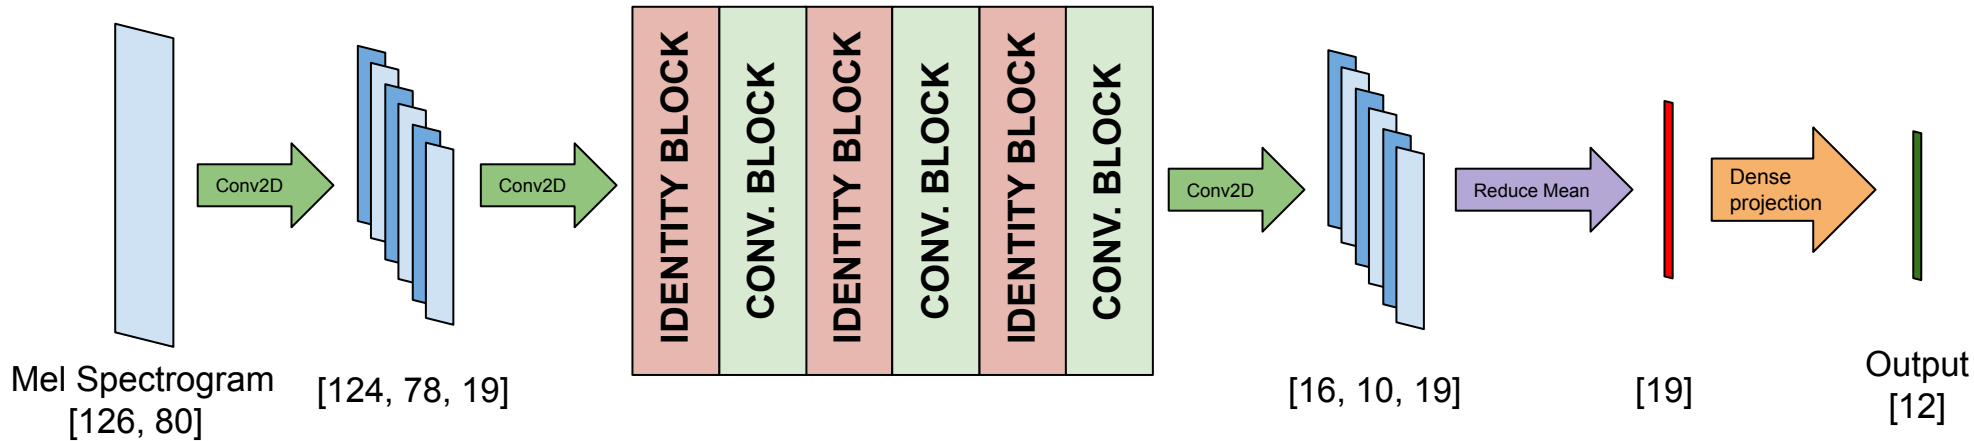 Mel Spectrogram
[126, 80]
Conv2D
[124, 78, 19]
Conv2D
IDENTITY BLOCK
CONV. BLOCK
IDENTITY BLOCK
CONV. BLOCK
IDENTITY BLOCK
CONV. BLOCK
Conv2D
[16, 10, 19]
Reduce Mean
[19]
Dense
projection
Output
[12]